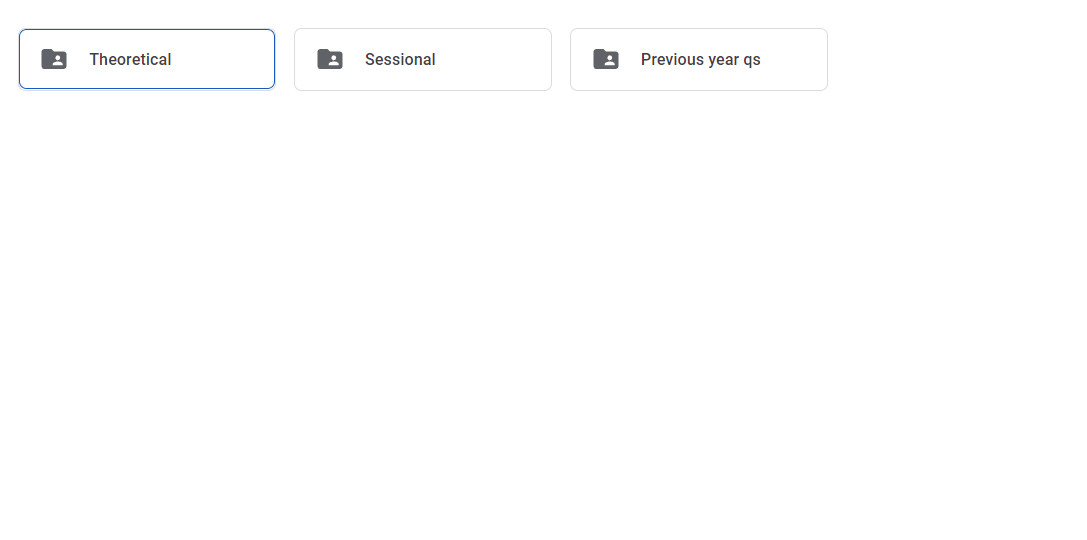 Theoretical
Sessional
Previous year qs